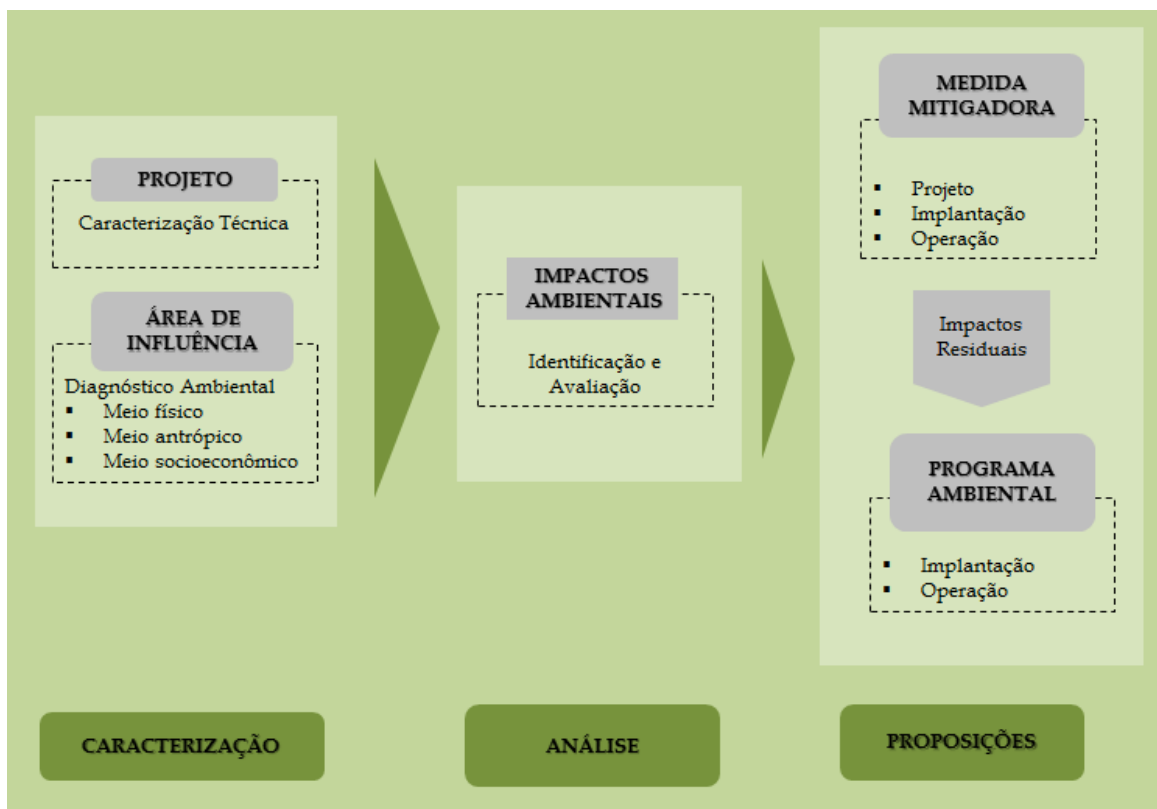 PROJETO
Caracterização Técnica
ÁREA DE
INFLUÊNCIA
Diagnóstico Ambiental
▪ Meio físico
▪ Meio antrópico
▪ Meio socioeconômico
CARACTERIZAÇÃO
IMPACTOS
AMBIENTAIS
Identificação e
Avaliação
ANÁLISE
MEDIDA
MITIGADORA
▪ Projeto
▪ Implantação
▪ Operação
Impactos
Residuais
PROGRAMA
AMBIENTAL
▪ Implantação
▪ Operação
PROPOSIÇÕES